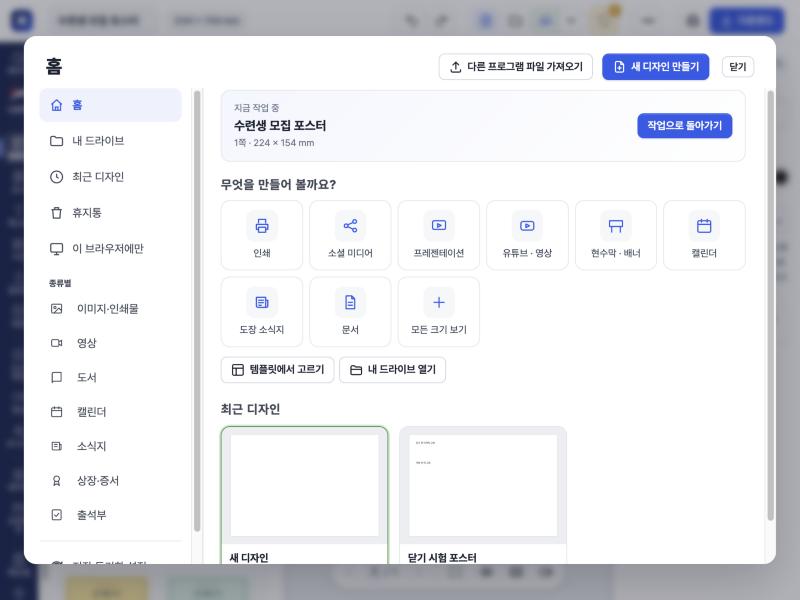 홈
다른 프로그램 파일 가져오기
새 디자인 만들기
닫기
홈
내 드라이브
최근 디자인
휴지통
이 브라우저에만
종류별
이미지·인쇄물
영상
도서
캘린더
소식지
상장·증서
출석부
지금 작업 중
수련생 모집 포스터
1쪽 · 224 × 154 mm
작업으로 돌아가기
무엇을 만들어 볼까요?
인쇄
소셜 미디어
프레젠테이션
유튜브 · 영상
현수막 · 배너
캘린더
도장 소식지
문서
모든 크기 보기
템플릿에서 고르기
내 드라이브 열기
최근 디자인
새 디자인
닫기 시험 포스터